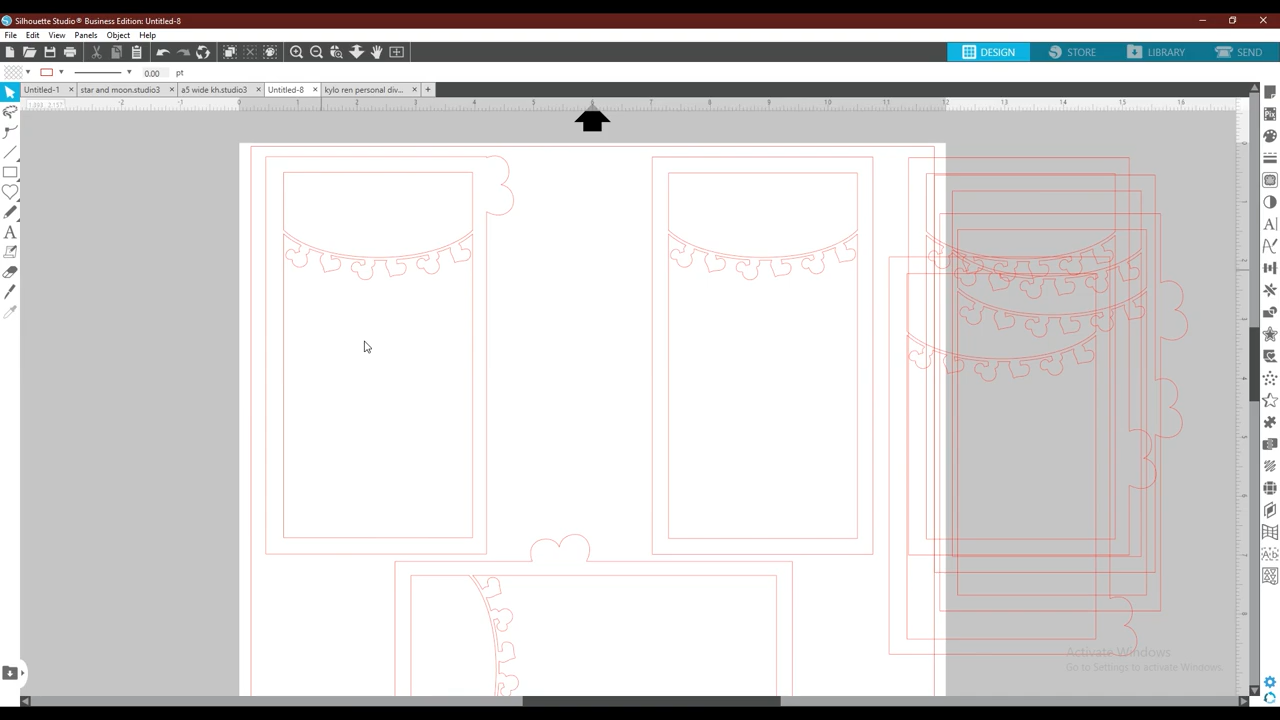 Silhouette Studio® Business Edition: Untitled-8
File Edit View Panels Object Help
DESIGN STORE LIBRARY SEND
0.00 pt
Untitled-1 star and moon.studio3 a5 wide kh.studio3 Untitled-8 kylo ren personal div...
Activate Windows
Go to Settings to activate Windows.